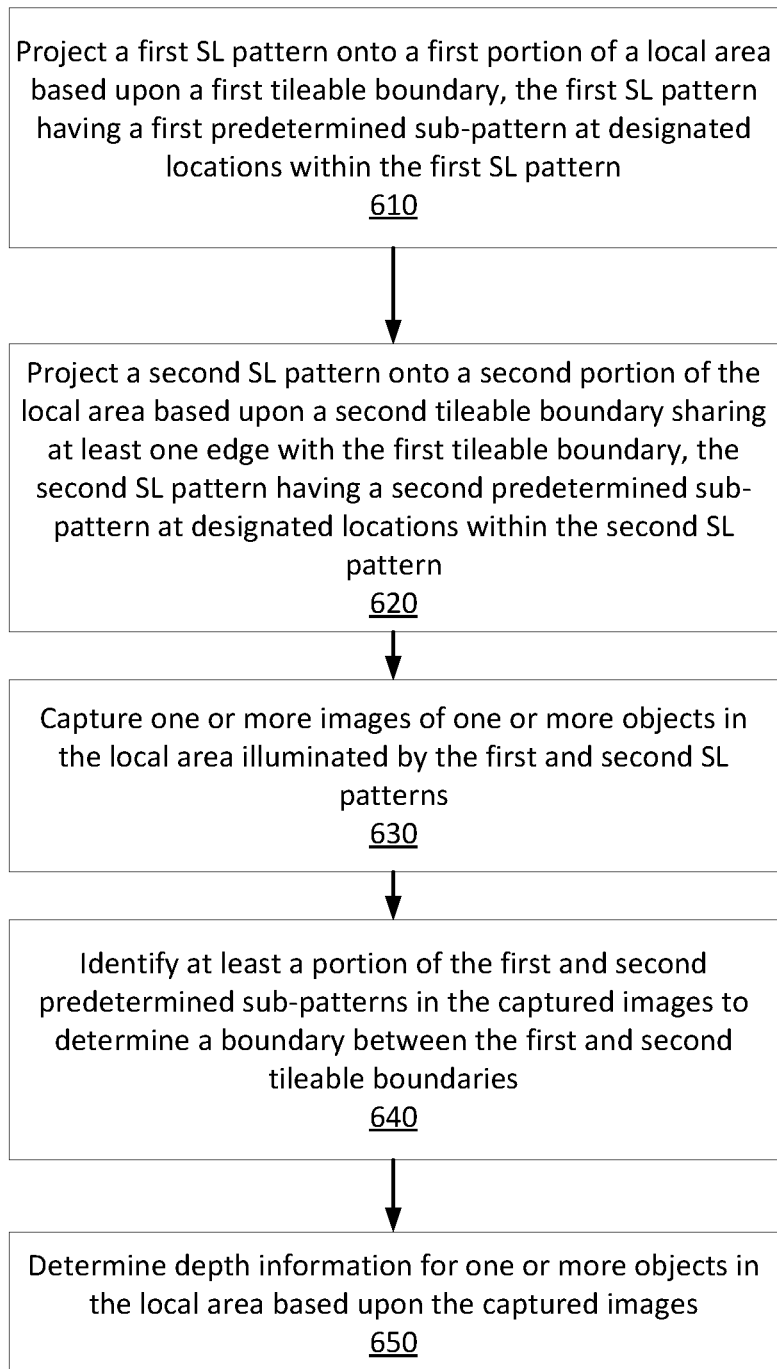 Project a first SL pattern onto a first portion of a local area
based upon a first tileable boundary, the first SL pattern
having a first predetermined sub-pattern at designated
locations within the first SL pattern
610
Project a second SL pattern onto a second portion of the
local area based upon a second tileable boundary sharing
at least one edge with the first tileable boundary, the
second SL pattern having a second predetermined sub-
pattern at designated locations within the second SL
pattern
620
Capture one or more images of one or more objects in
the local area illuminated by the first and second SL
patterns
630
Identify at least a portion of the first and second
predetermined sub-patterns in the captured images to
determine a boundary between the first and second
tileable boundaries
640
Determine depth information for one or more objects in
the local area based upon the captured images
650